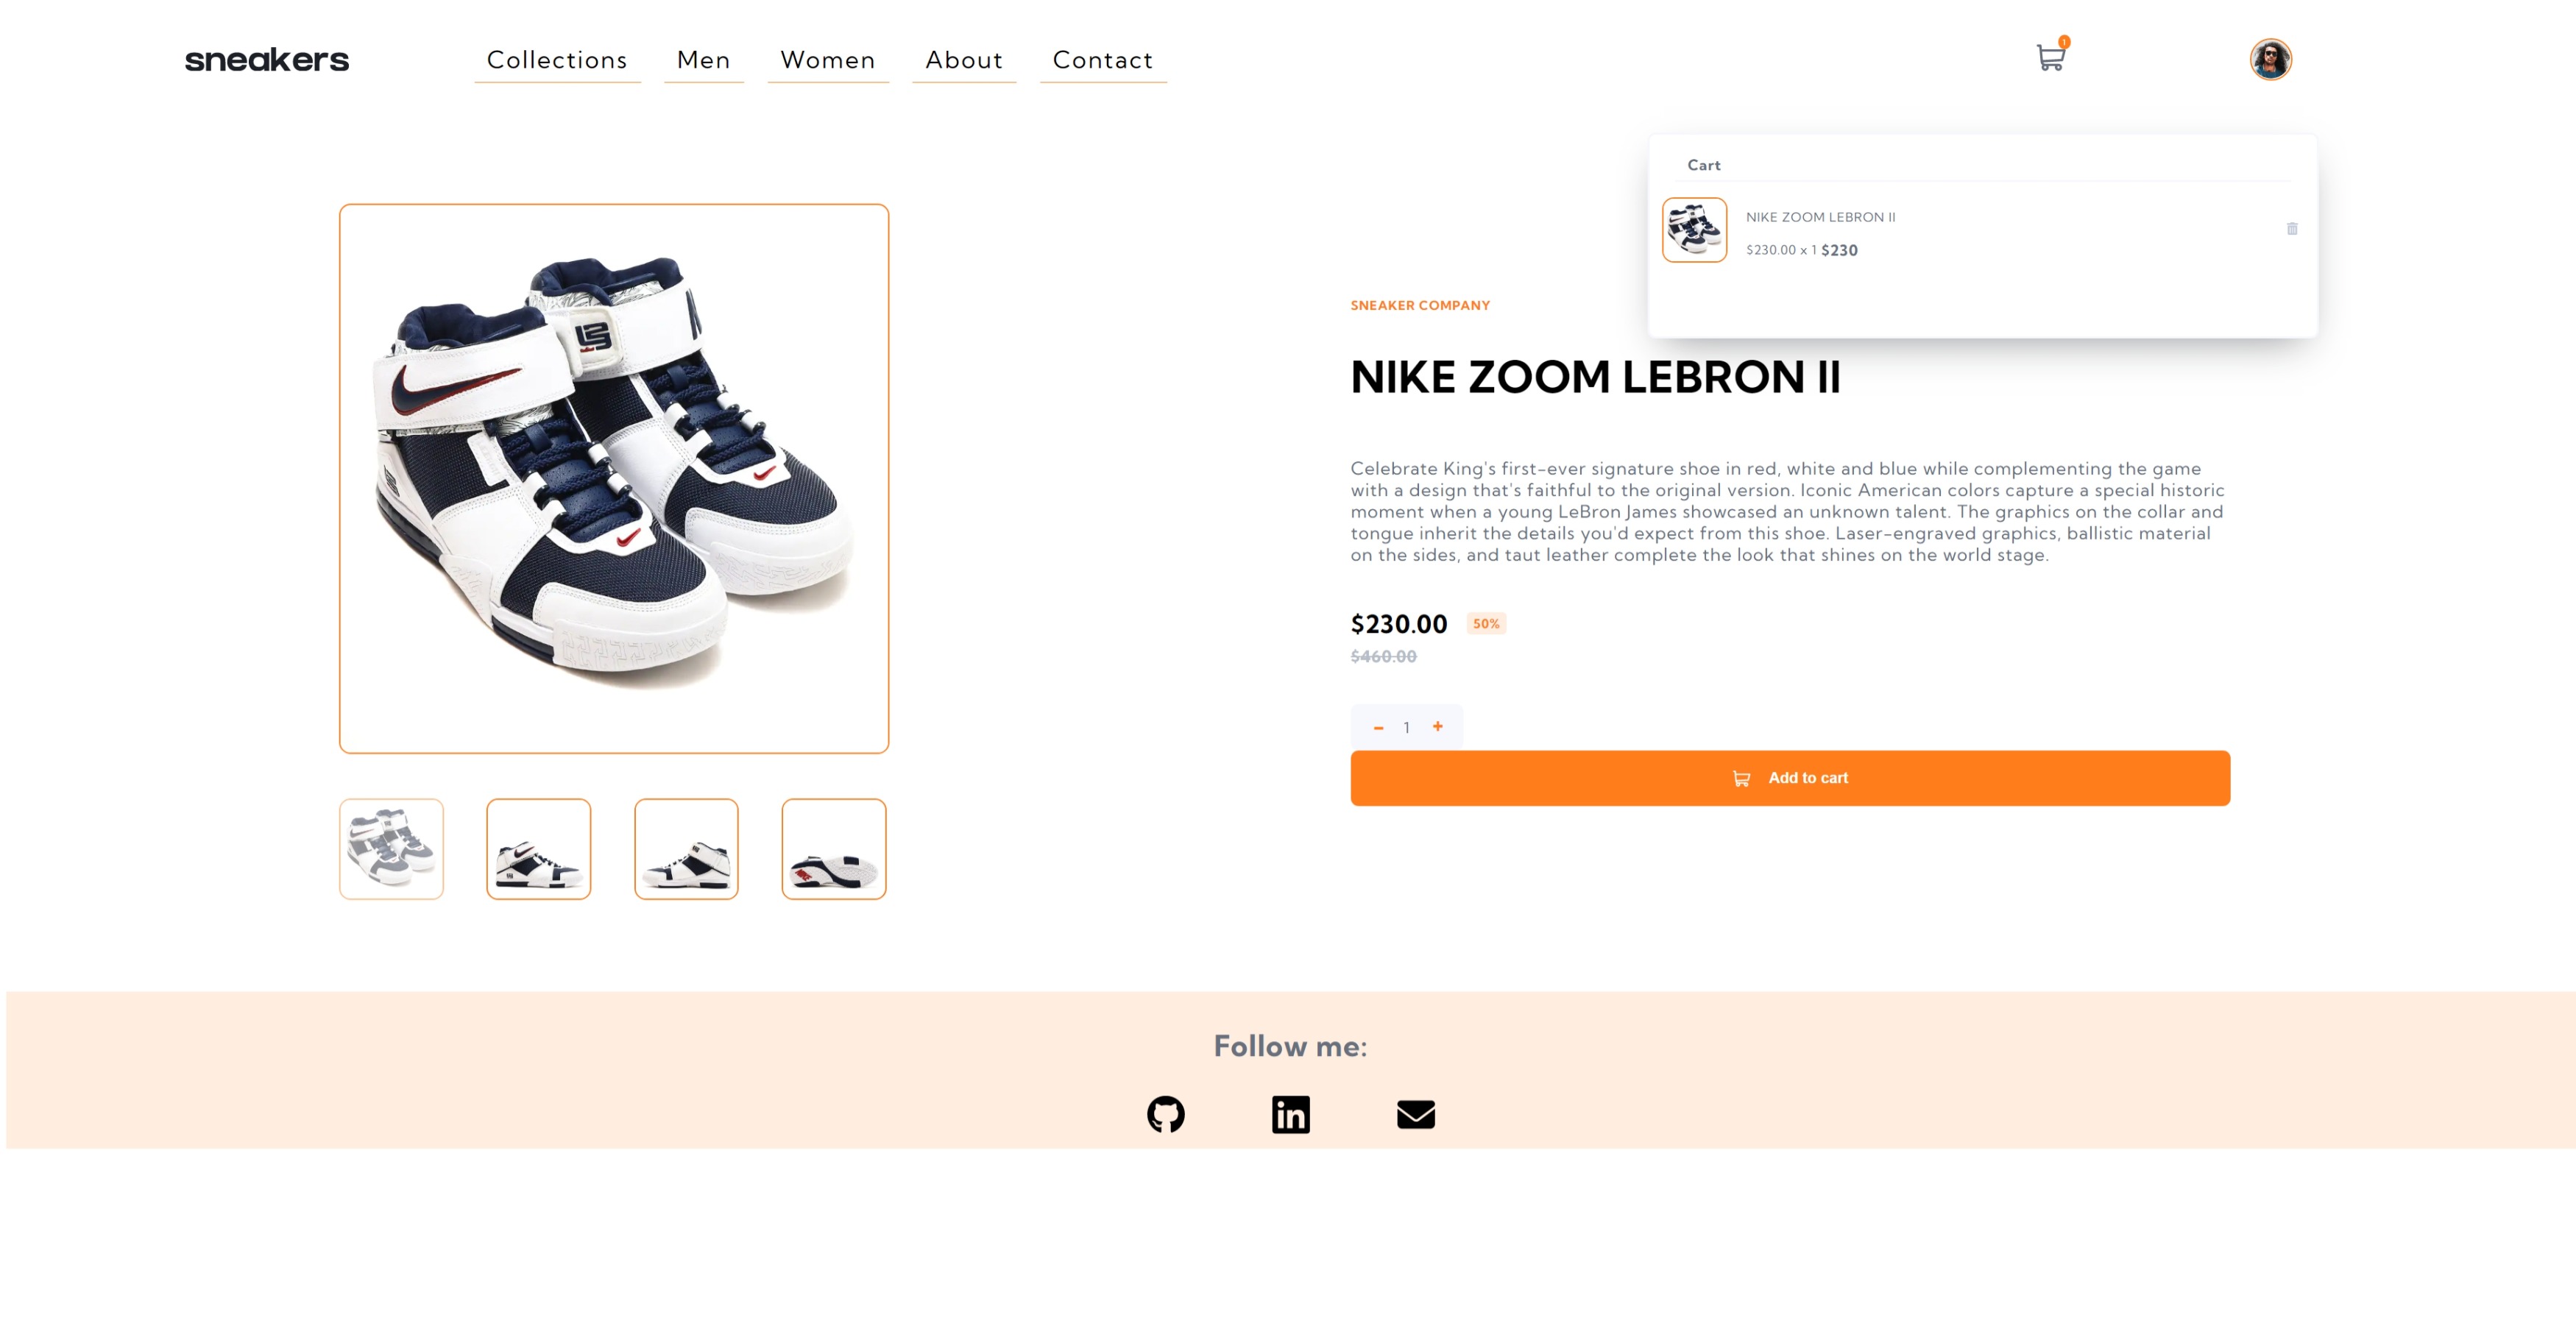 sneakers
Collections
Men
Women
About
Contact
1
Cart
NIKE ZOOM LEBRON II
$230.00 x 1 $230
SNEAKER COMPANY
NIKE ZOOM LEBRON II
Celebrate King's first-ever signature shoe in red, white and blue while complementing the game
with a design that's faithful to the original version. Iconic American colors capture a special historic
moment when a young LeBron James showcased an unknown talent. The graphics on the collar and
tongue inherit the details you'd expect from this shoe. Laser-engraved graphics, ballistic material
on the sides, and taut leather complete the look that shines on the world stage.
$230.00 50%
$460.00
- 1 +
Add to cart
Follow me:
in